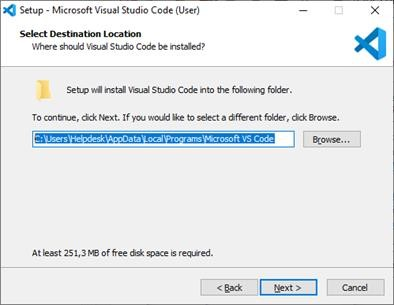 Setup - Microsoft Visual Studio Code (User)
Select Destination Location
Where should Visual Studio Code be installed?
Setup will install Visual Studio Code into the following folder.
To continue, click Next. If you would like to select a different folder, click Browse.
C:\Users\Helpdesk\AppData\Local\Programs\Microsoft VS Code
Browse...
At least 251,3 MB of free disk space is required.
< Back
Next >
Cancel